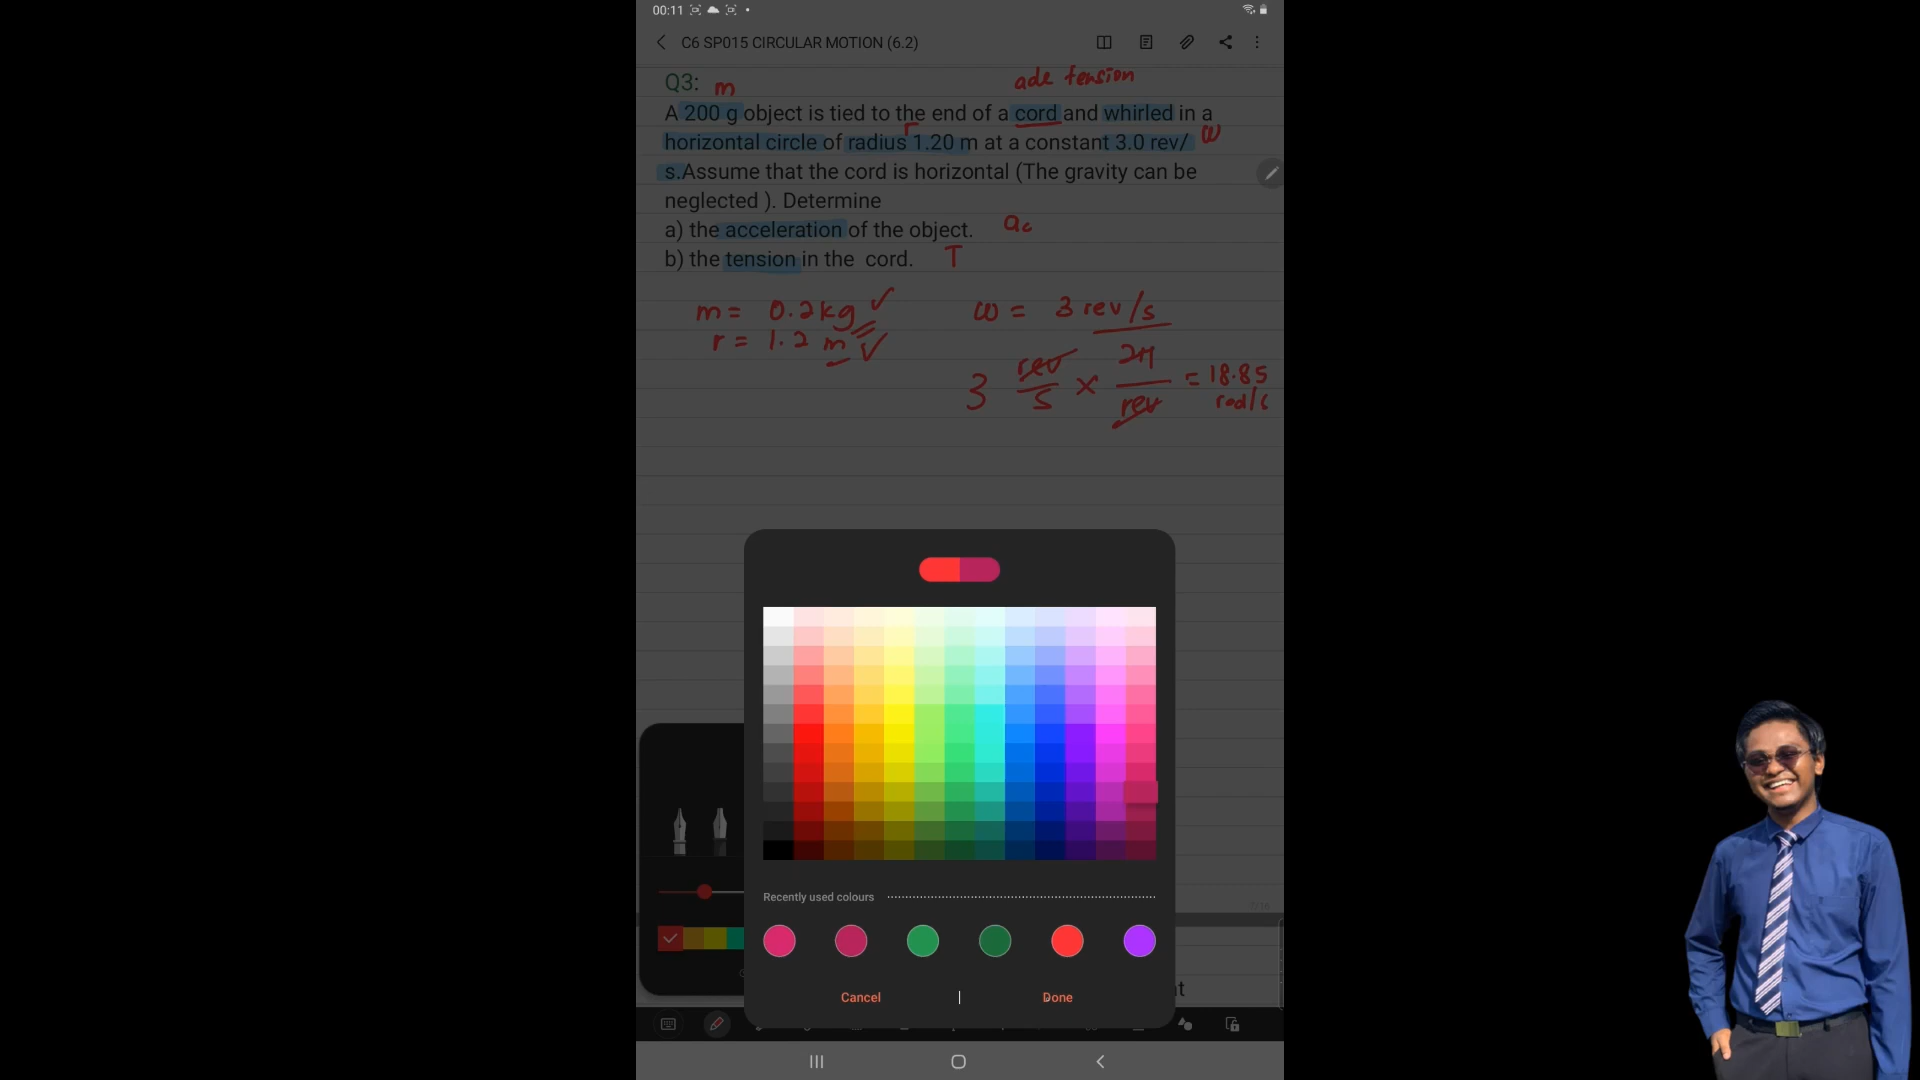 00:11
C6 SP015 CIRCULAR MOTION (6.2)
Q3: m
ade tension
A 200 g object is tied to the end of a cord and whirled in a
r
horizontal circle of radius 1.20 m at a constant 3.0 rev/ ω
s.Assume that the cord is horizontal (The gravity can be
neglected ). Determine
a) the acceleration of the object. ac
b) the tension in the cord. T
m = 0.2kg ✓
r = 1.2 m ✓
ω = 3 rev/s
3 rev/s × 2π/rev = 18.85
rad/s
Recently used colours
Cancel | Done